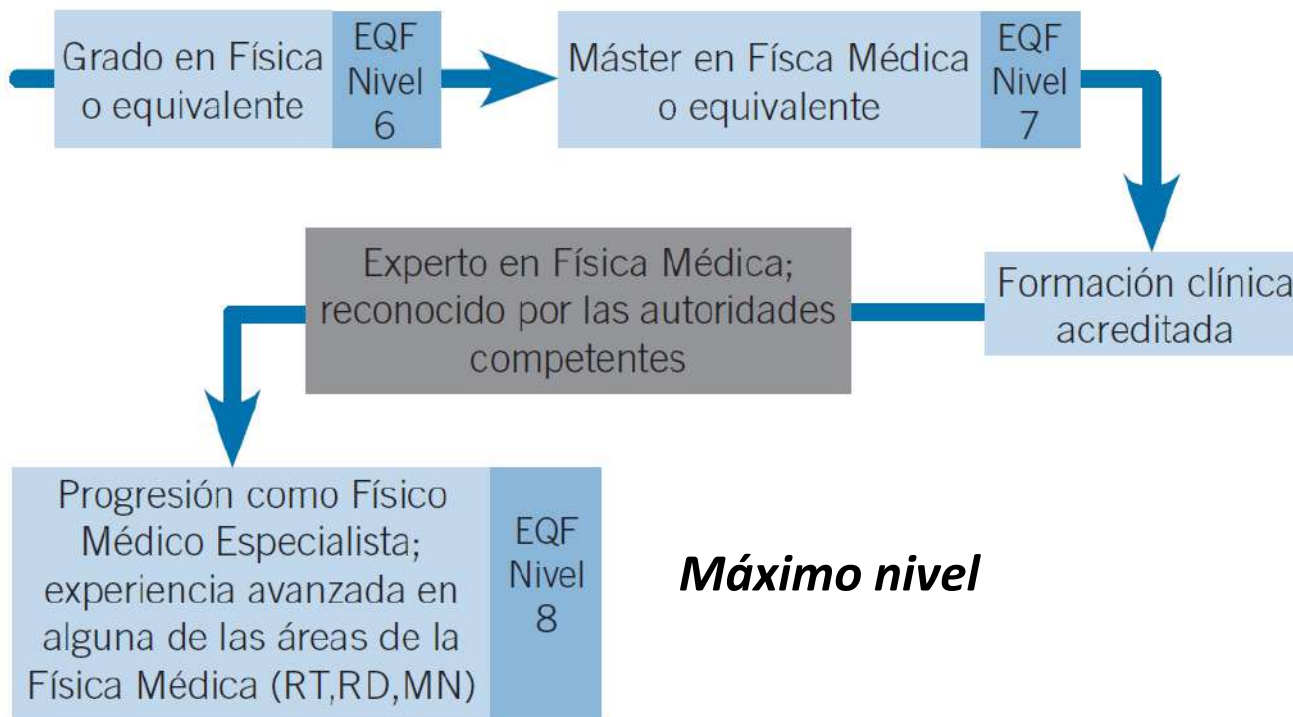 Grado en Física
o equivalente
EQF
Nivel
6
Máster en Físca Médica
o equivalente
EQF
Nivel
7
Formación clínica
acreditada
Experto en Física Médica;
reconocido por las autoridades
competentes
Progresión como Físico
Médico Especialista;
experiencia avanzada en
alguna de las áreas de la
Física Médica (RT,RD,MN)
EQF
Nivel
8
Máximo nivel